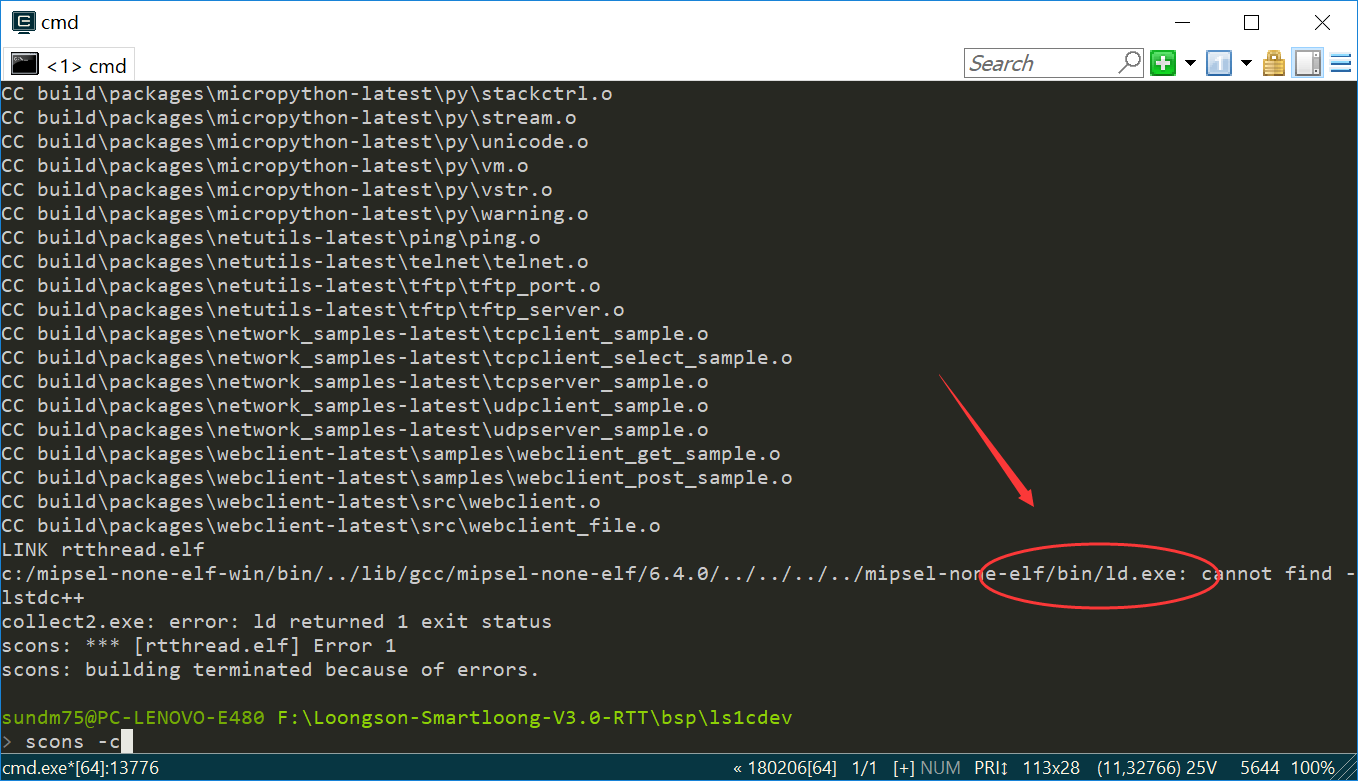 cmd
<1> cmd
Search
CC build\packages\micropython-latest\py\stackctrl.o
CC build\packages\micropython-latest\py\stream.o
CC build\packages\micropython-latest\py\unicode.o
CC build\packages\micropython-latest\py\vm.o
CC build\packages\micropython-latest\py\vstr.o
CC build\packages\micropython-latest\py\warning.o
CC build\packages\netutils-latest\ping\ping.o
CC build\packages\netutils-latest\telnet\telnet.o
CC build\packages\netutils-latest\tftp\tftp_port.o
CC build\packages\netutils-latest\tftp\tftp_server.o
CC build\packages\network_samples-latest\tcpclient_sample.o
CC build\packages\network_samples-latest\tcpclient_select_sample.o
CC build\packages\network_samples-latest\tcpserver_sample.o
CC build\packages\network_samples-latest\udpclient_sample.o
CC build\packages\network_samples-latest\udpserver_sample.o
CC build\packages\webclient-latest\samples\webclient_get_sample.o
CC build\packages\webclient-latest\samples\webclient_post_sample.o
CC build\packages\webclient-latest\src\webclient.o
CC build\packages\webclient-latest\src\webclient_file.o
LINK rtthread.elf
c:/mipsel-none-elf-win/bin/../lib/gcc/mipsel-none-elf/6.4.0/../../../../mipsel-none-elf/bin/ld.exe: cannot find -
lstdc++
collect2.exe: error: ld returned 1 exit status
scons: *** [rtthread.elf] Error 1
scons: building terminated because of errors.
sundm75@PC-LENOVO-E480 F:\Loongson-Smartloong-V3.0-RTT\bsp\ls1cdev
> scons -c
cmd.exe*[64]:13776 « 180206[64] 1/1 [+] NUM PRI↕ 113x28 (11,32766) 25V 5644 100%